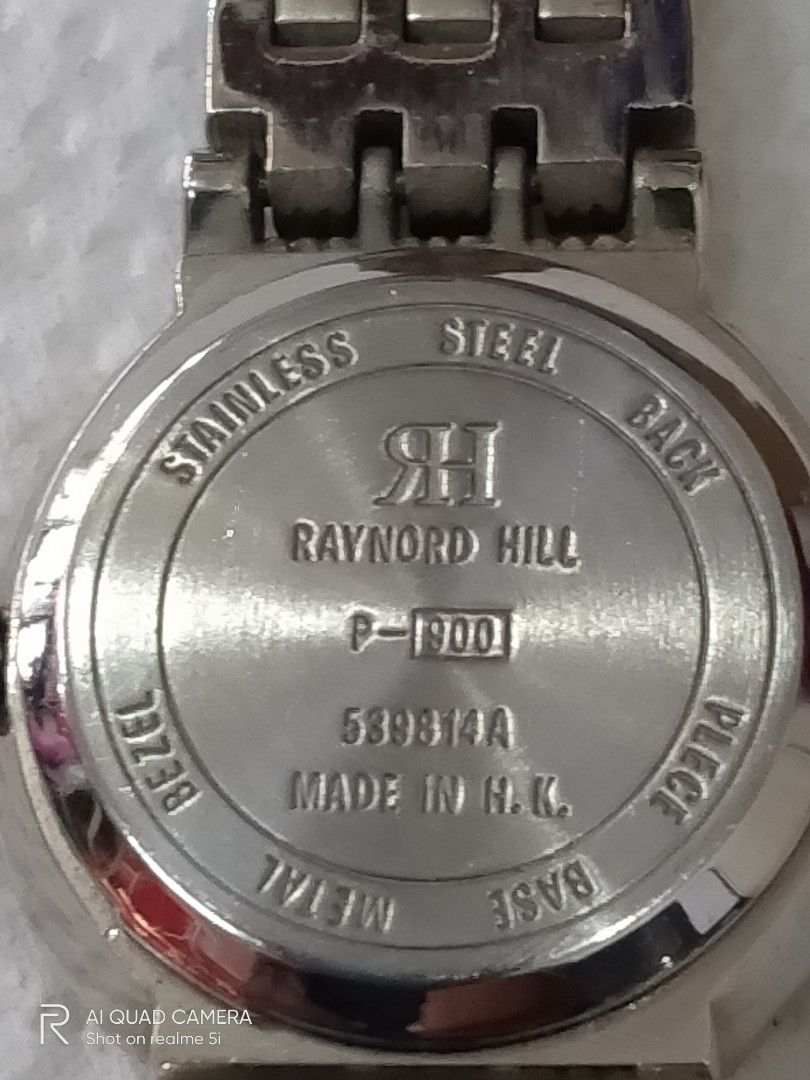 STAINLESS STEEL BACK PLECE BASE METAL BEZEL
RH
RAYNORD HILL
P-900
539814A
MADE IN H.K.
R
AI QUAD CAMERA
Shot on realme 5i